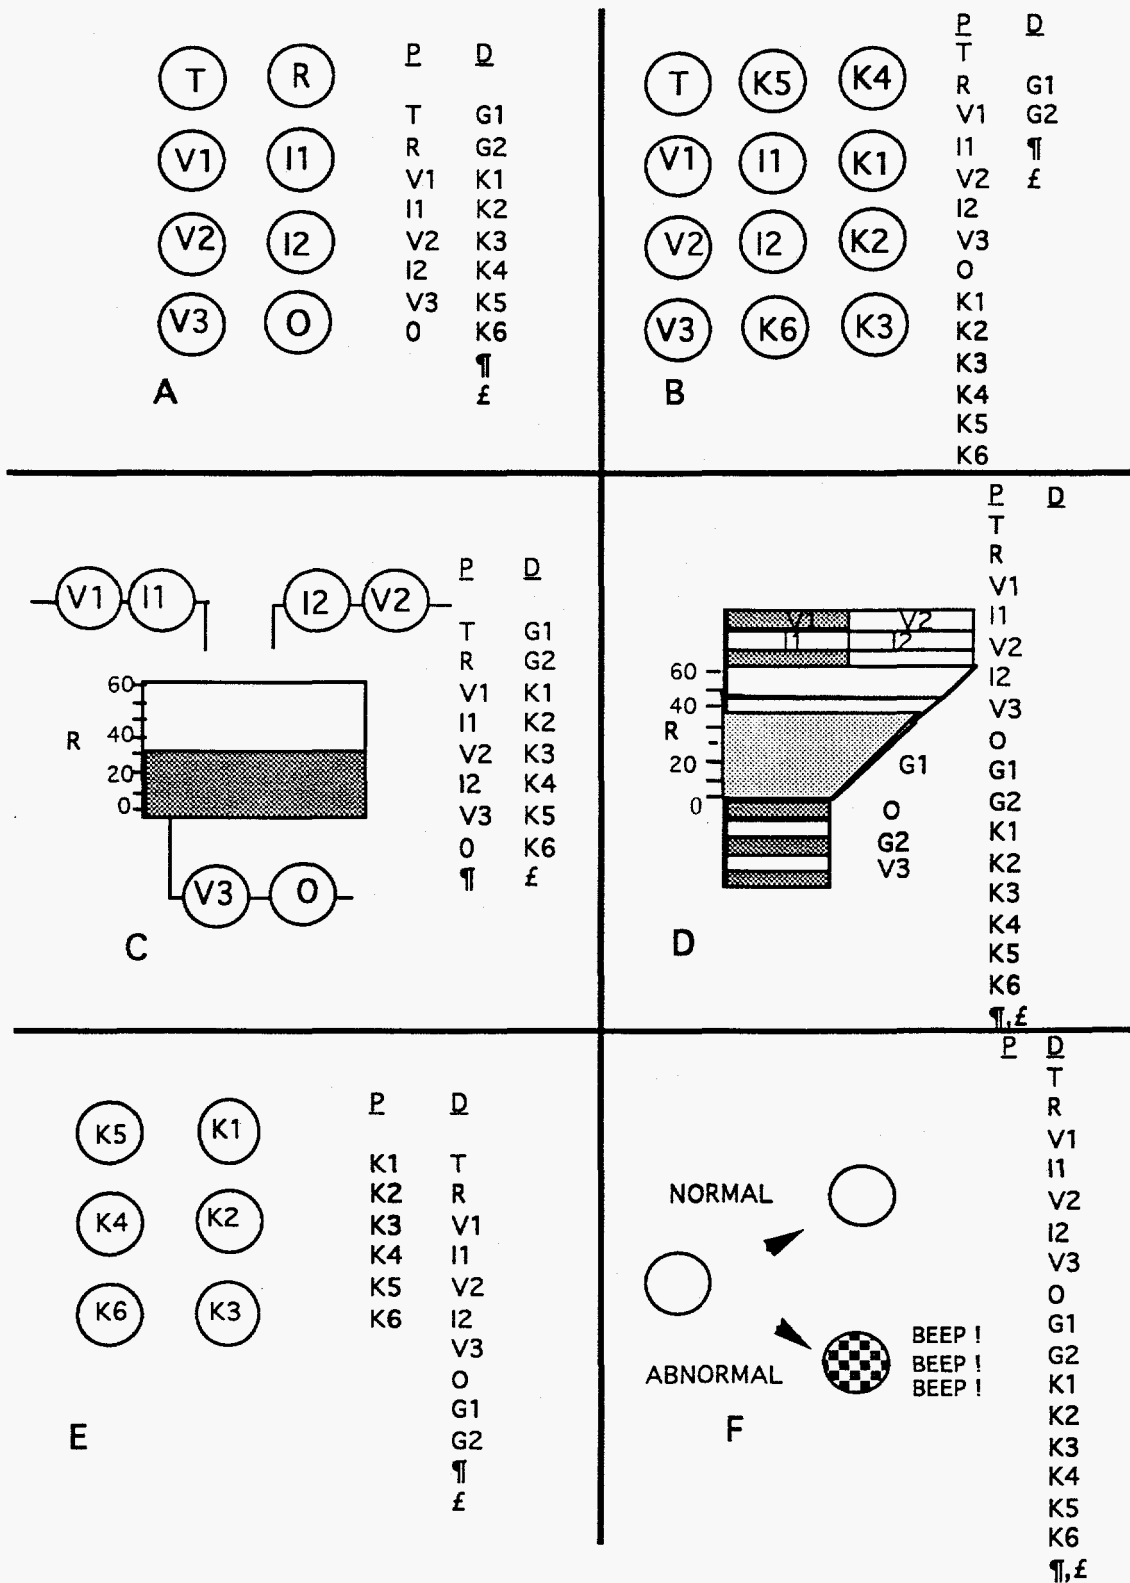 P D
T R
T G1
R G2
V1 I1
V1 K1
I1 K2
V2 I2
V2 K3
I2 K4
V3 O
V3 K5
O K6
¶
£
A
P D
T
T K5 K4
R G1
V1 G2
V1 I1 K1
I1 ¶
V2 £
V2 I2 K2
I2
V3
O
V3 K6 K3
K1
K2
K3
K4
K5
K6
B
P D
V1 I1 I2 V2
T G1
R G2
V1 K1
I1 K2
V2 K3
I2 K4
V3 K5
O K6
¶ £
60
R 40
20
0
V3 O
C
P D
T
R
V1
I1
V2
I2
V3
O
G1
G2
K1
K2
K3
K4
K5
K6
¶,£
V1 V2
I1 I2
60
40
R
20
0
G1
O
G2
V3
D
P D
K5 K1
K1 T
K2 R
K4 K2
K3 V1
K4 I1
K5 V2
K6 K3
K6 I2
V3
O
G1
G2
¶
£
E
P D
T
R
V1
I1
V2
I2
V3
O
G1
G2
K1
K2
K3
K4
K5
K6
¶,£
NORMAL
ABNORMAL
BEEP !
BEEP !
BEEP !
F